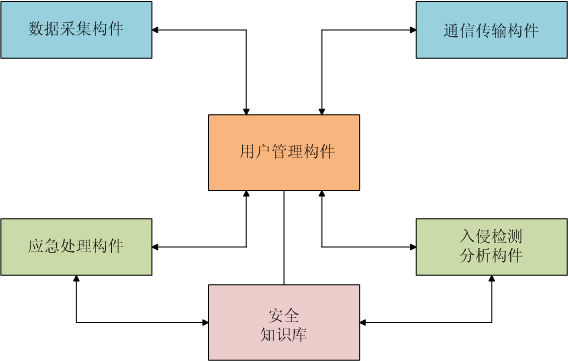 数据采集构件
通信传输构件
用户管理构件
应急处理构件
入侵检测
分析构件
安全
知识库